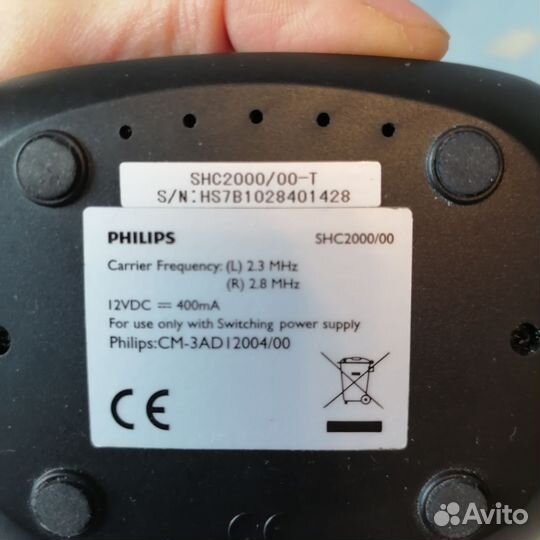 SHC2000/00-T
S/N:HS7B1028401428
PHILIPS SHC2000/00
Carrier Frequency: (L) 2.3 MHz
(R) 2.8 MHz
12VDC ⎓ 400mA
For use only with Switching power supply
Philips:CM-3AD12004/00
CE
CE
Avito